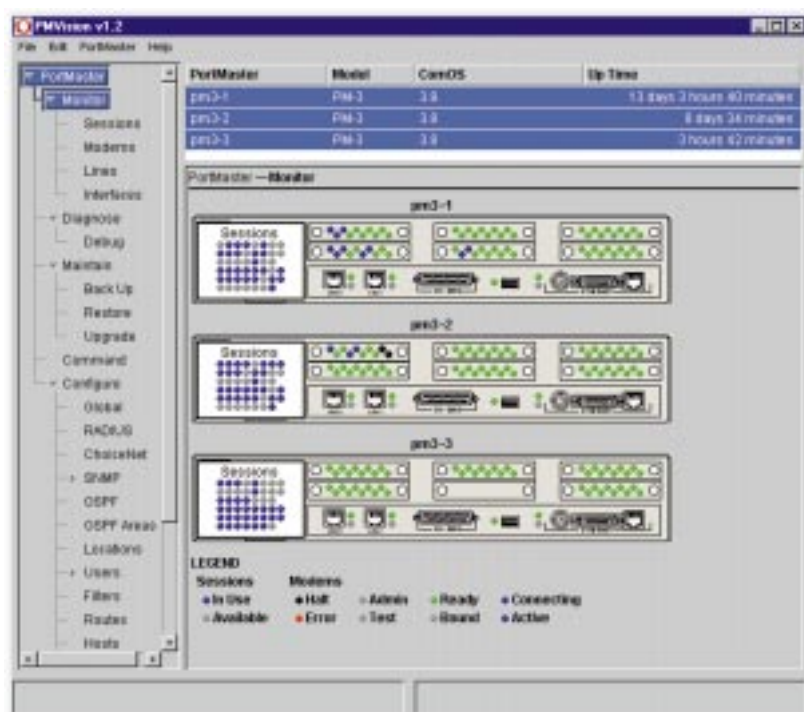 PMVision v1.2
File Edit PortMaster Help
PortMaster
Monitor
Sessions
Modems
Lines
Interfaces
Diagnose
Debug
Maintain
Back Up
Restore
Upgrade
Command
Configure
Global
RADIUS
ChoiceNet
SNMP
OSPF
OSPF Areas
Locations
Users
Filters
Routes
Hosts
PortMaster Model ComOS Up Time
pm3-1 PM-3 3.8 13 days 3 hours 40 minutes
pm3-2 PM-3 3.8 8 days 34 minutes
pm3-3 PM-3 3.8 3 hours 42 minutes
PortMaster — Monitor
pm3-1
Sessions
pm3-2
Sessions
pm3-3
Sessions
LEGEND
Sessions Modems
In Use Halt Admin Ready Connecting
Available Error Test Bound Active